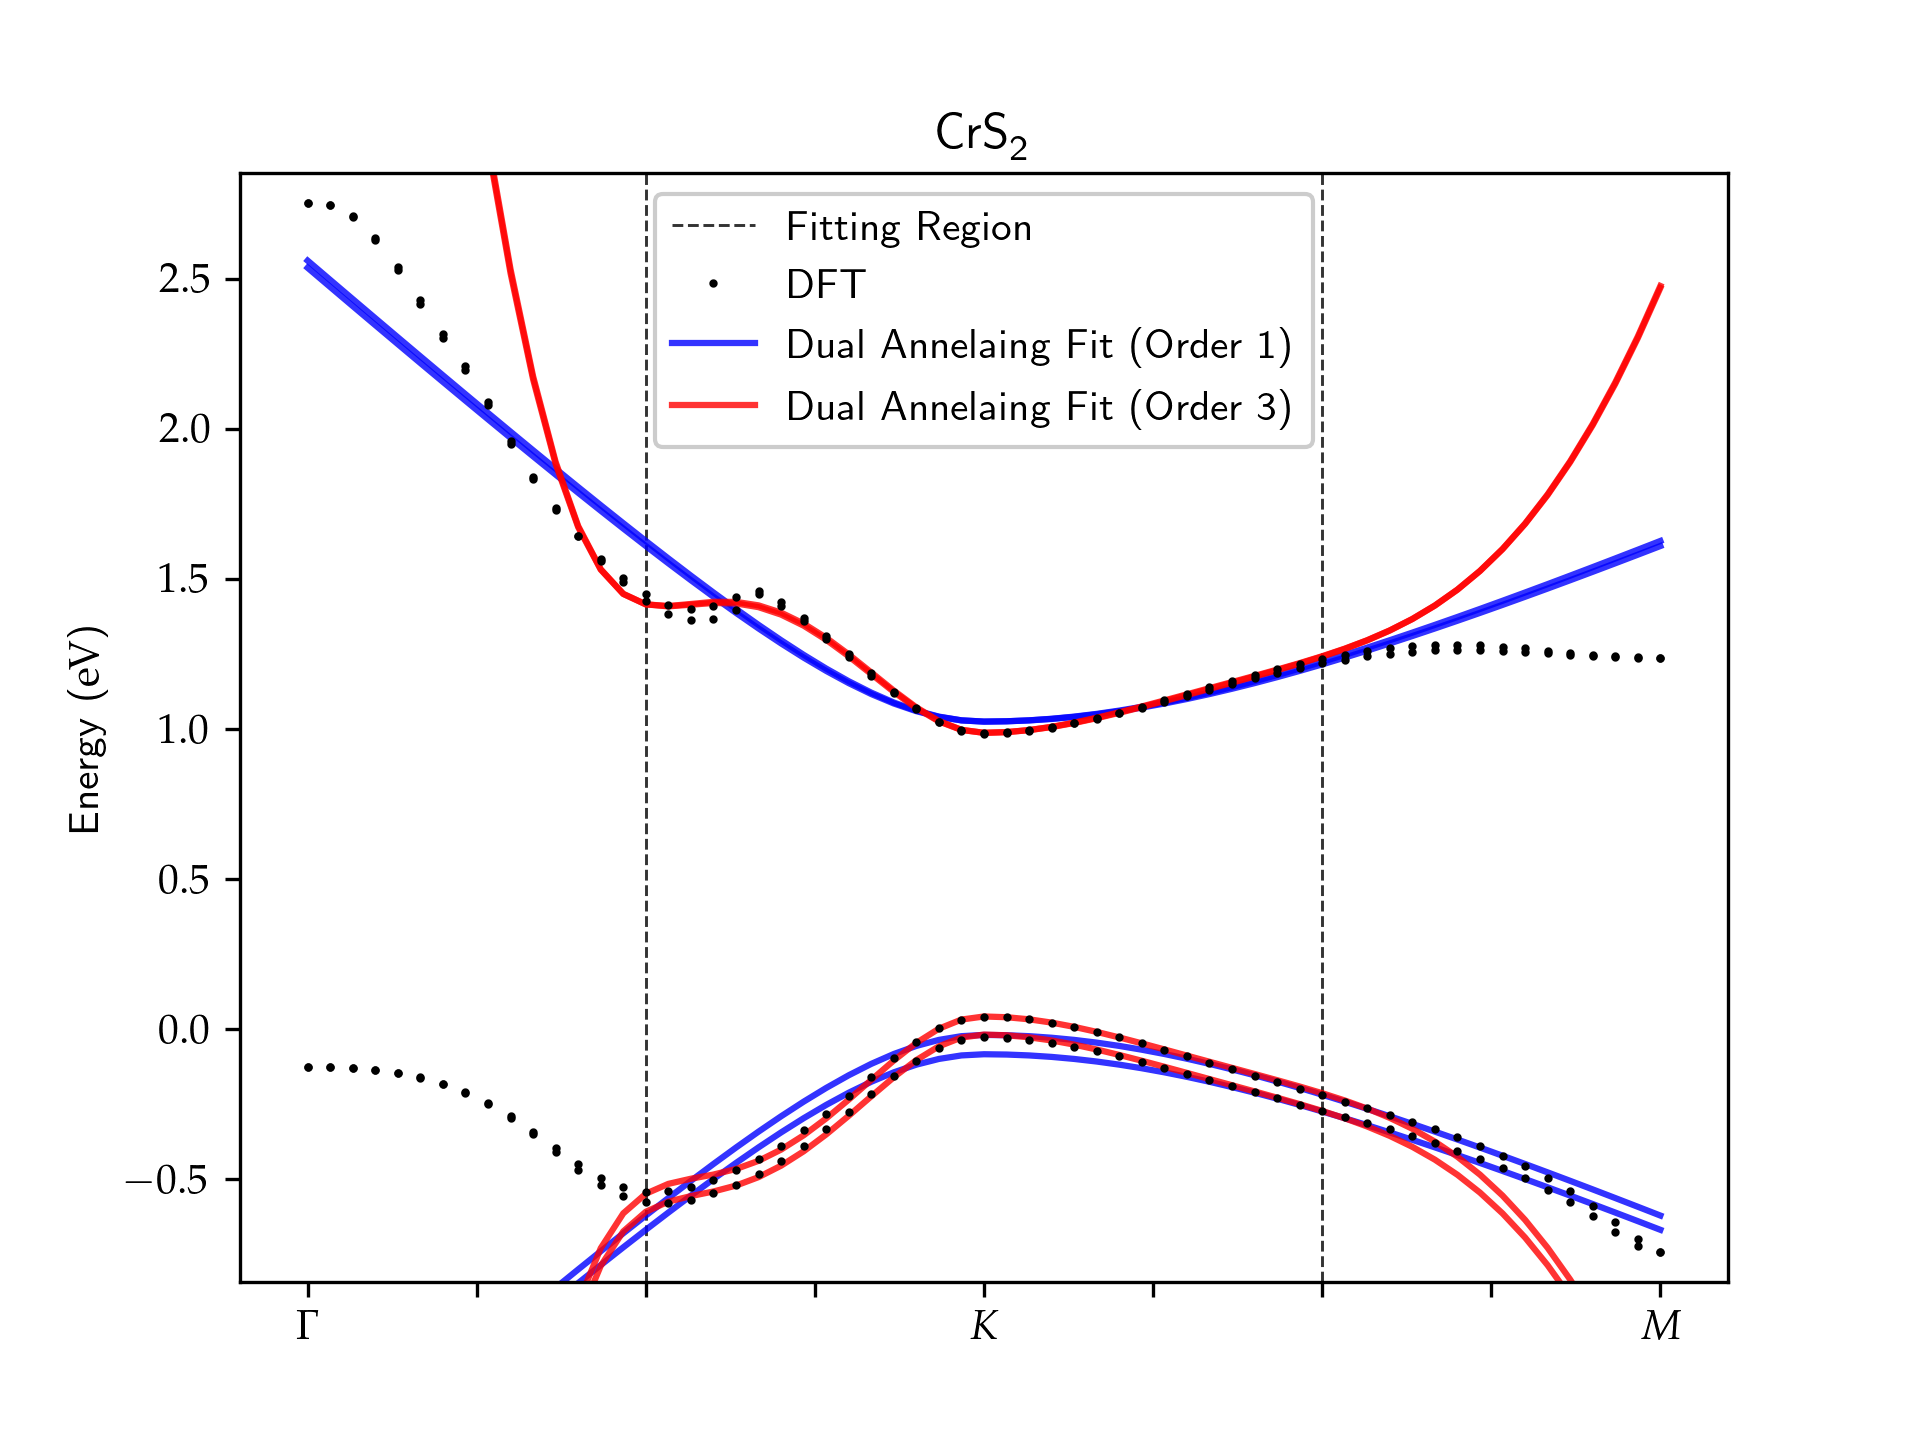 CrS₂
Fitting Region
DFT
Dual Annelaing Fit (Order 1)
Dual Annelaing Fit (Order 3)
Energy (eV)
2.5
2.0
1.5
1.0
0.5
0.0
−0.5
Γ K M